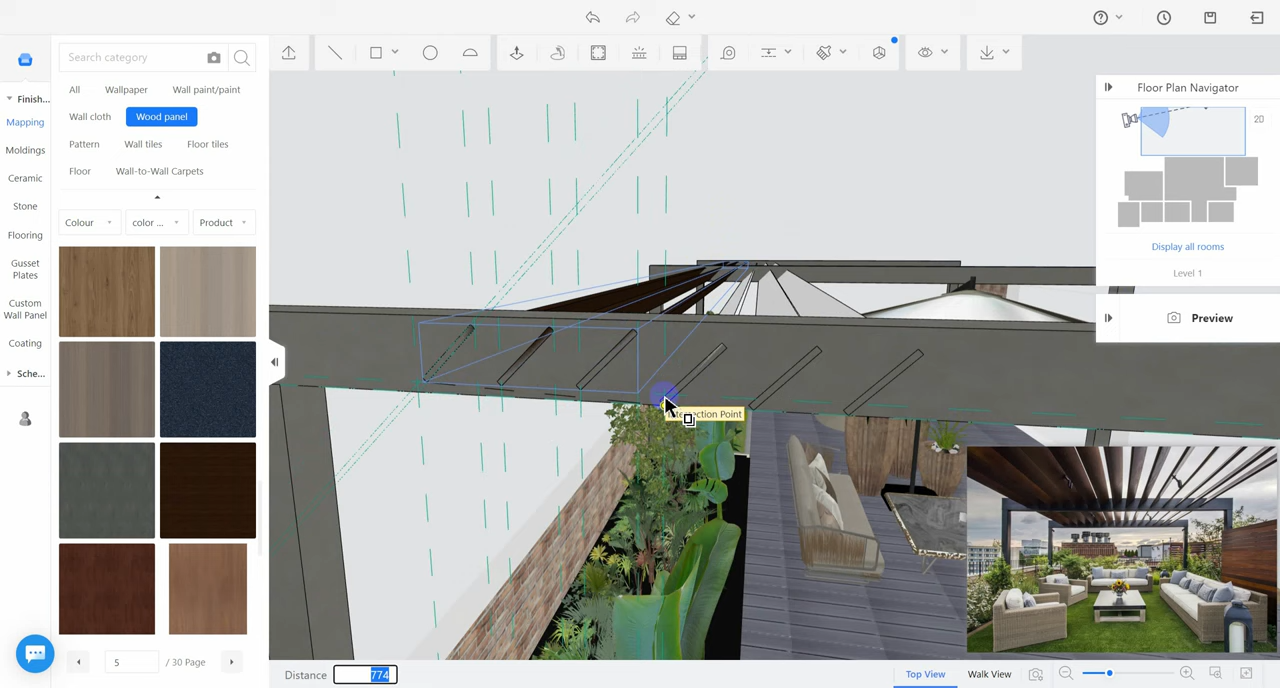 Search category
All Wallpaper Wall paint/paint
Wall cloth Wood panel
Pattern Wall tiles Floor tiles
Floor Wall-to-Wall Carpets
Colour color ... Product
Finish...
Mapping
Moldings
Ceramic
Stone
Flooring
Gusset
Plates
Custom
Wall Panel
Coating
Sche...
5 / 30 Page
Floor Plan Navigator
20
Display all rooms
Level 1
Preview
Point
Distance 774
Top View Walk View